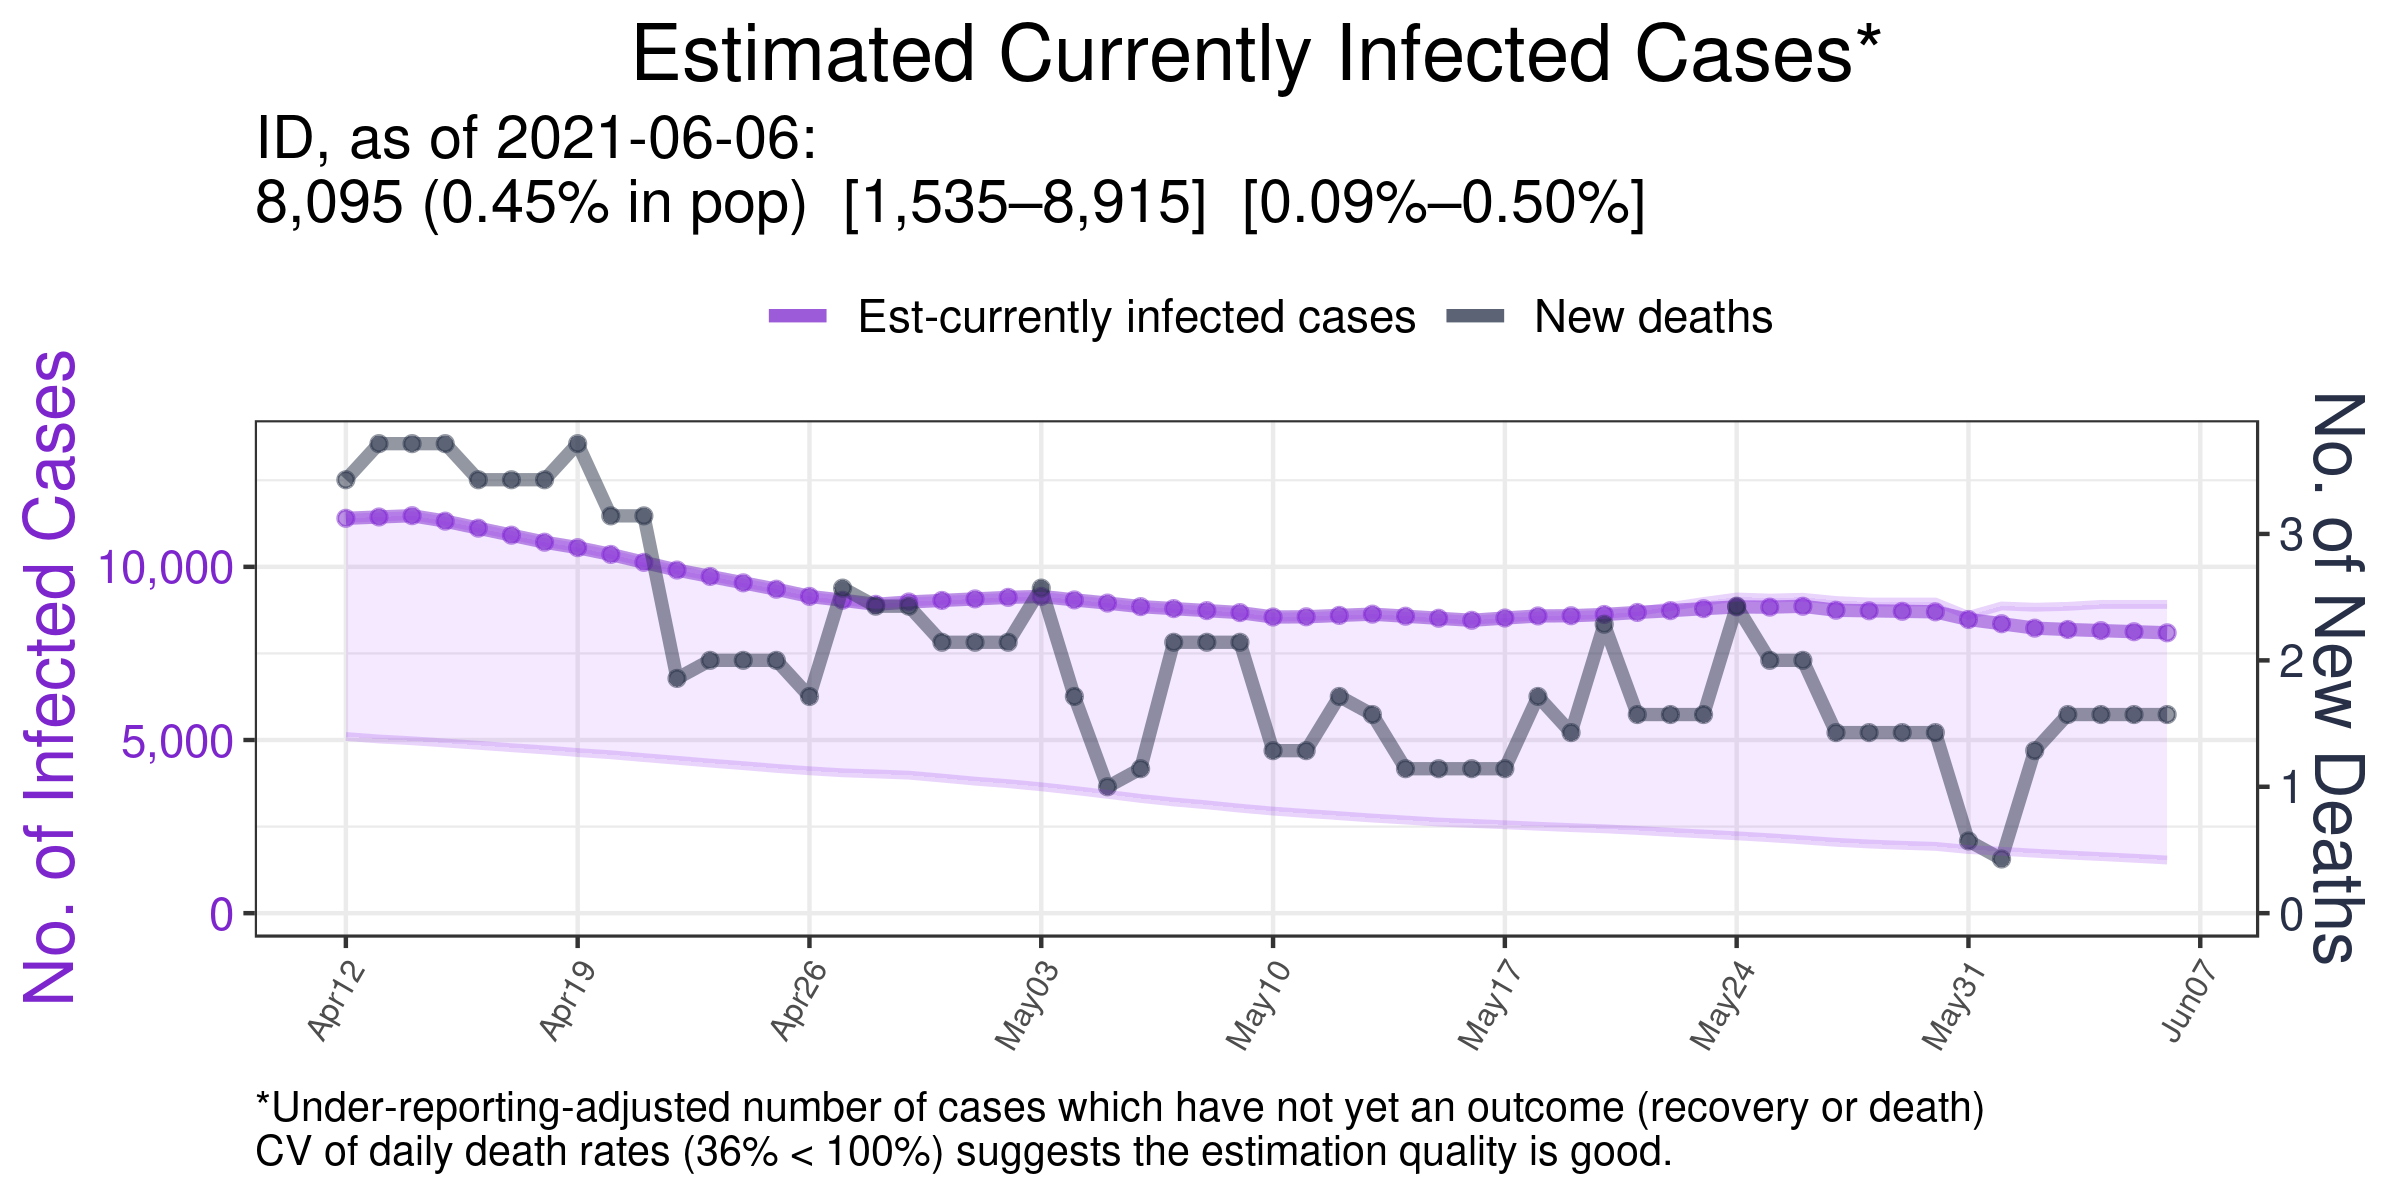 Estimated Currently Infected Cases*
ID, as of 2021-06-06:
8,095 (0.45% in pop)  [1,535–8,915]  [0.09%–0.50%]
Est-currently infected cases
New deaths
No. of Infected Cases
10,000
5,000
0
No. of New Deaths
3
2
1
0
Apr12
Apr19
Apr26
May03
May10
May17
May24
May31
Jun07
*Under-reporting-adjusted number of cases which have not yet an outcome (recovery or death)
CV of daily death rates (36% < 100%) suggests the estimation quality is good.